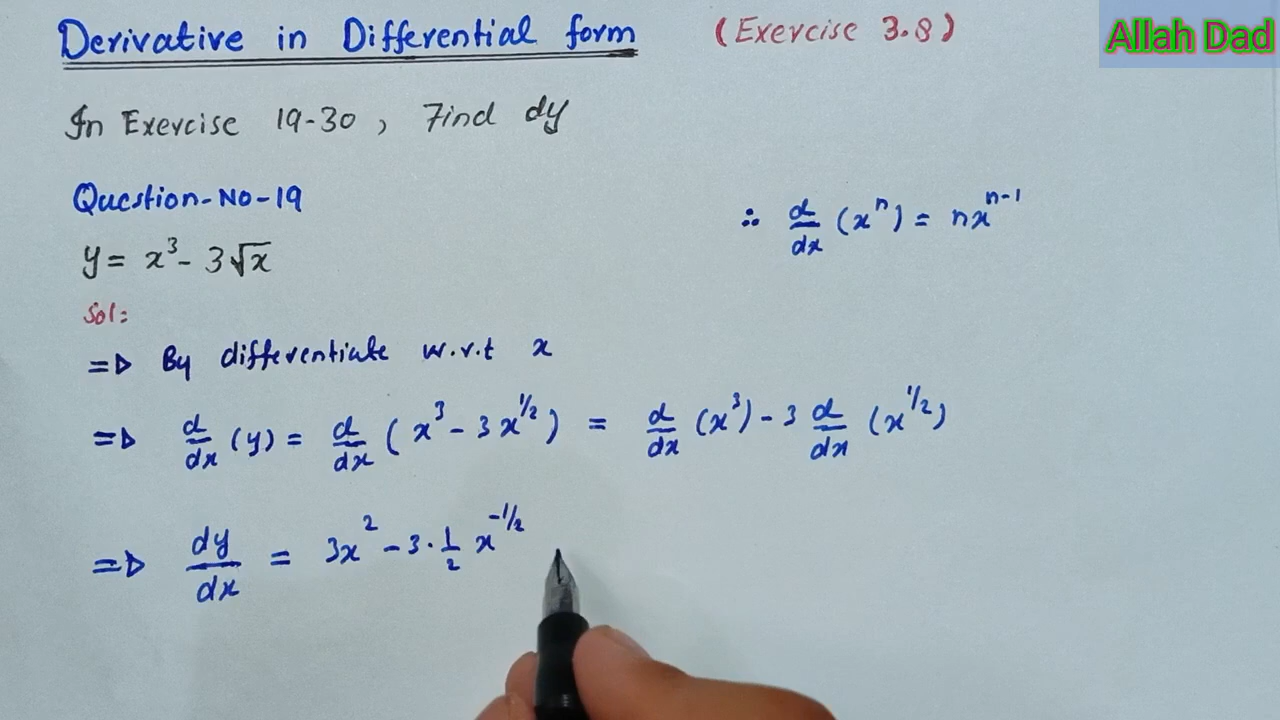 Derivative in Differential form (Exercise 3.8)
Allah Dad
In Exercise 19-30, Find dy
Question-No-19
∴ d/dx (xⁿ) = nxⁿ⁻¹
y = x³ - 3√x
Sol:
=> By differentiate w.r.t x
=> d/dx (y) = d/dx (x³ - 3x^1/2) = d/dx (x³) - 3 d/dx (x^1/2)
=> dy/dx = 3x² - 3 · 1/2 x^-1/2